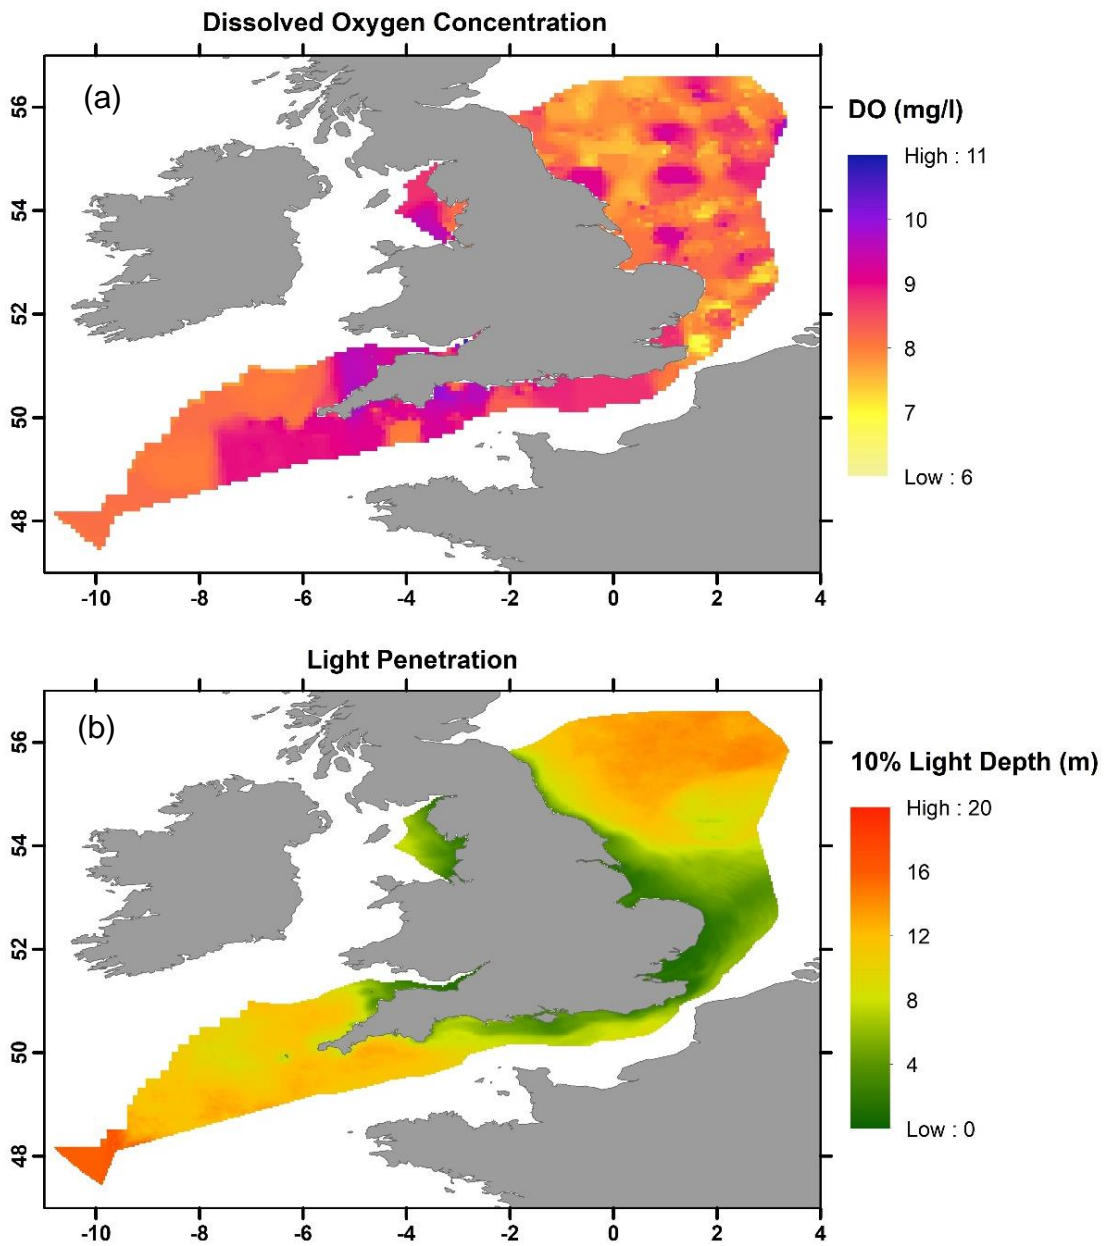 Dissolved Oxygen Concentration
(a)
56
54
52
50
48
-10 -8 -6 -4 -2 0 2 4
DO (mg/l)
High : 11
10
9
8
7
Low : 6
Light Penetration
(b)
56
54
52
50
48
-10 -8 -6 -4 -2 0 2 4
10% Light Depth (m)
High : 20
16
12
8
4
Low : 0